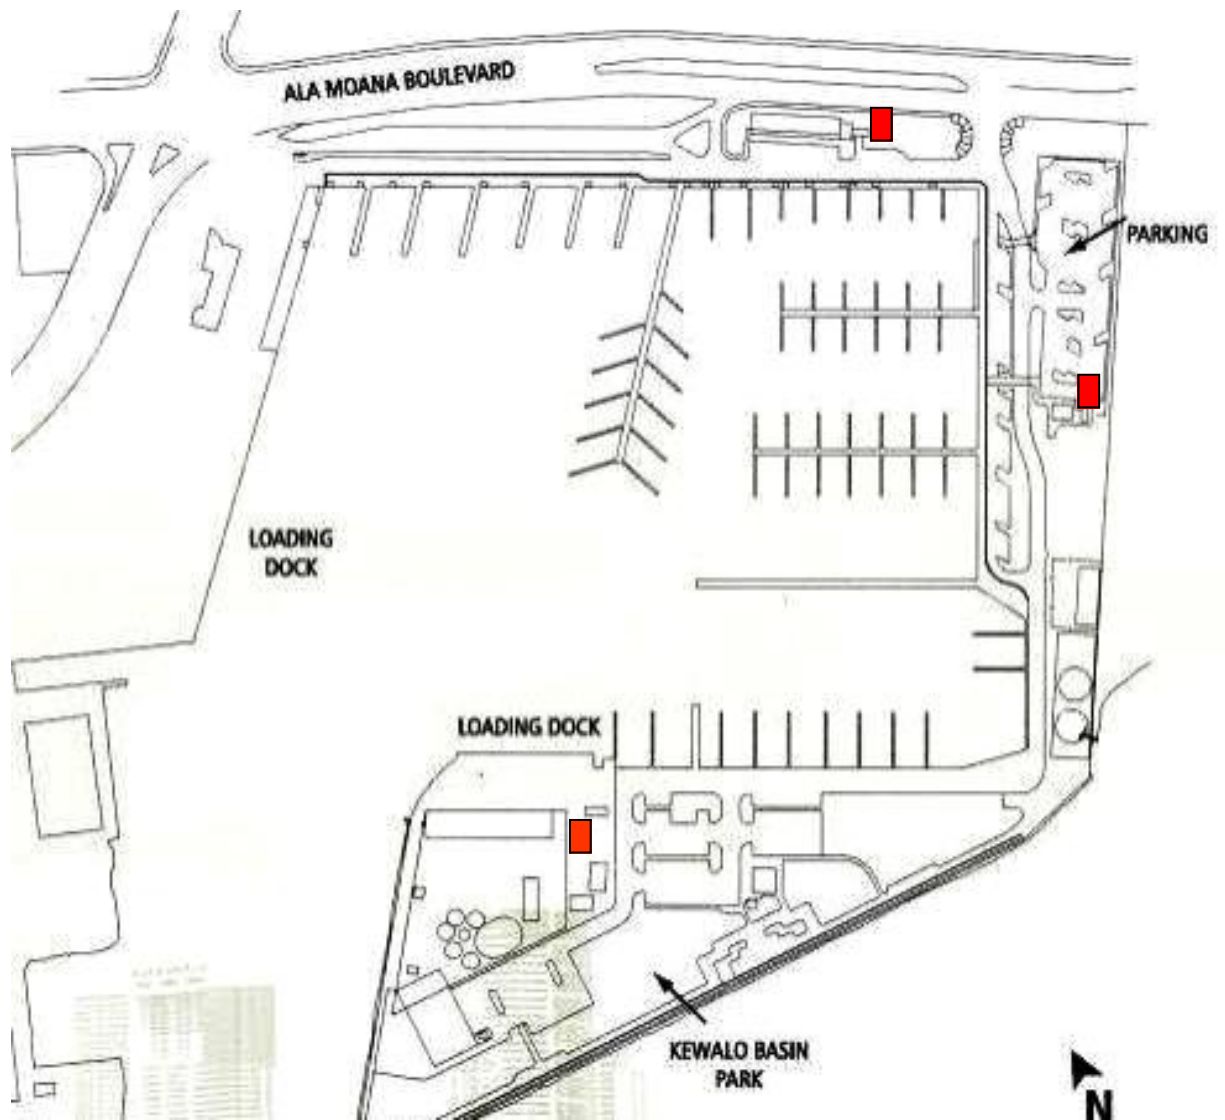 ALA MOANA BOULEVARD
PARKING
LOADING
DOCK
LOADING DOCK
KEWALO BASIN
PARK
N